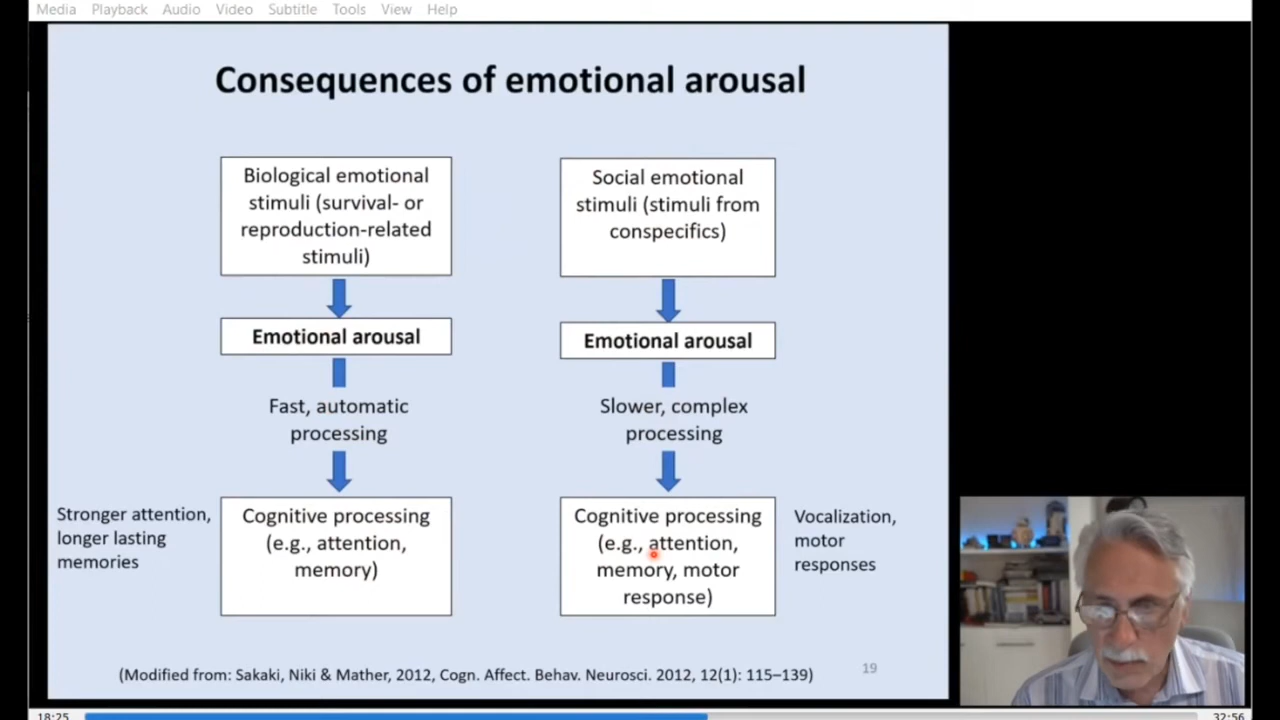 Media Playback Audio Video Subtitle Tools View Help
Consequences of emotional arousal
Biological emotional
stimuli (survival- or
reproduction-related
stimuli)
Social emotional
stimuli (stimuli from
conspecifics)
Emotional arousal
Emotional arousal
Fast, automatic
processing
Slower, complex
processing
Stronger attention,
longer lasting
memories
Cognitive processing
(e.g., attention,
memory)
Cognitive processing
(e.g., attention,
memory, motor
response)
Vocalization,
motor
responses
(Modified from: Sakaki, Niki & Mather, 2012, Cogn. Affect. Behav. Neurosci. 2012, 12(1): 115–139)
19
18:25
32:56